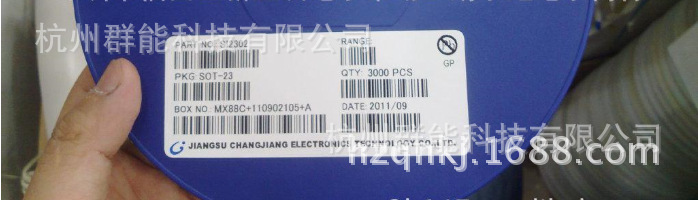 杭州群能科技有限公司
PART NO: SI2302
RANGE:
PKG: SOT-23
QTY: 3000 PCS
GP
BOX NO.: MX8BC+110902105+A
DATE: 2011/09
杭州群能科技有限公司
JIANGSU CHANGJIANG ELECTRONICS TECHNOLOGY CO., LTD.
hzqnkj.1688.com